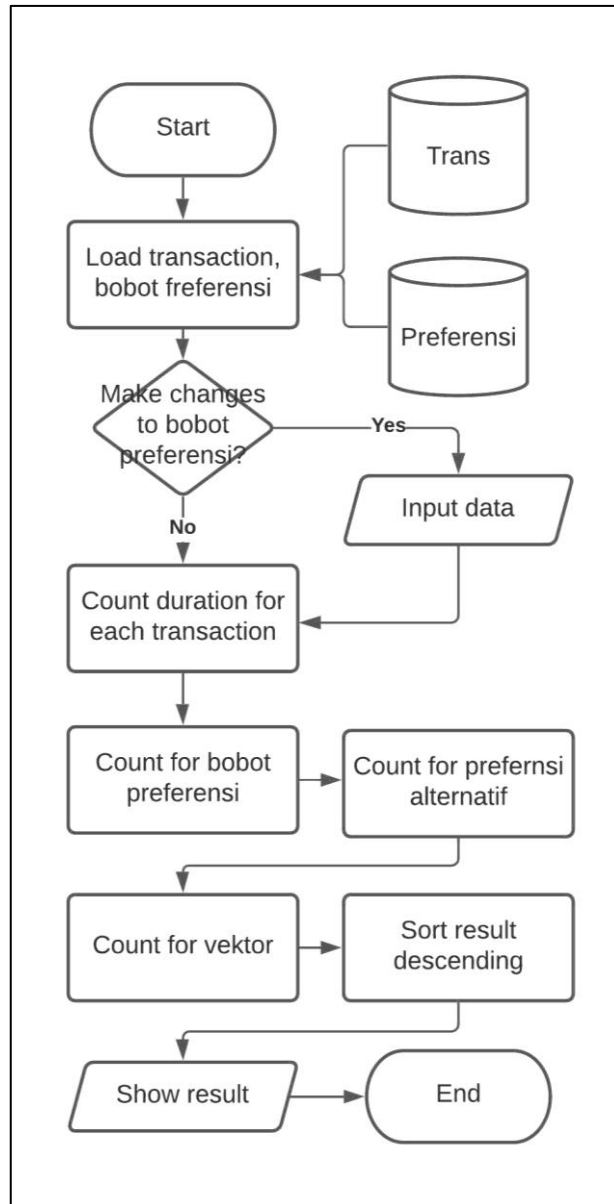 Start
Trans
Load transaction,
bobot freferensi
Preferensi
Make changes
to bobot
preferensi?
Yes
Input data
No
Count duration for
each transaction
Count for bobot
preferensi
Count for prefernsi
alternatif
Count for vektor
Sort result
descending
Show result
End